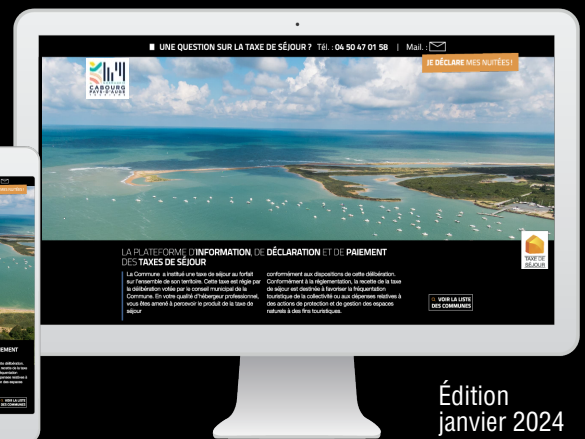 UNE QUESTION SUR LA TAXE DE SÉJOUR ? Tél. : 04 50 47 01 58 | Mail. :
JE DÉCLARE MES NUITÉES !
CABOURG
PAYS D'AUGE
LA PLATEFORME D'INFORMATION, DE DÉCLARATION ET DE PAIEMENT
DES TAXES DE SÉJOUR
La Commune a institué une taxe de séjour au forfait
sur l'ensemble de son territoire. Cette taxe est régie par
la délibération votée par le conseil municipal de la
Commune. En votre qualité d'hébergeur professionnel,
vous êtes amené à percevoir le produit de la taxe de
séjour
conformément aux dispositions de cette délibération.
Conformément à la réglementation, la recette de la taxe
de séjour est destinée à favoriser la fréquentation
touristique de la collectivité ou aux dépenses relatives à
des actions de protection et de gestion des espaces
naturels à des fins touristiques.
TAXE DE
SÉJOUR
VOIR LA LISTE
DES COMMUNES
VOIR LA LISTE
DES COMMUNES
Édition
janvier 2024